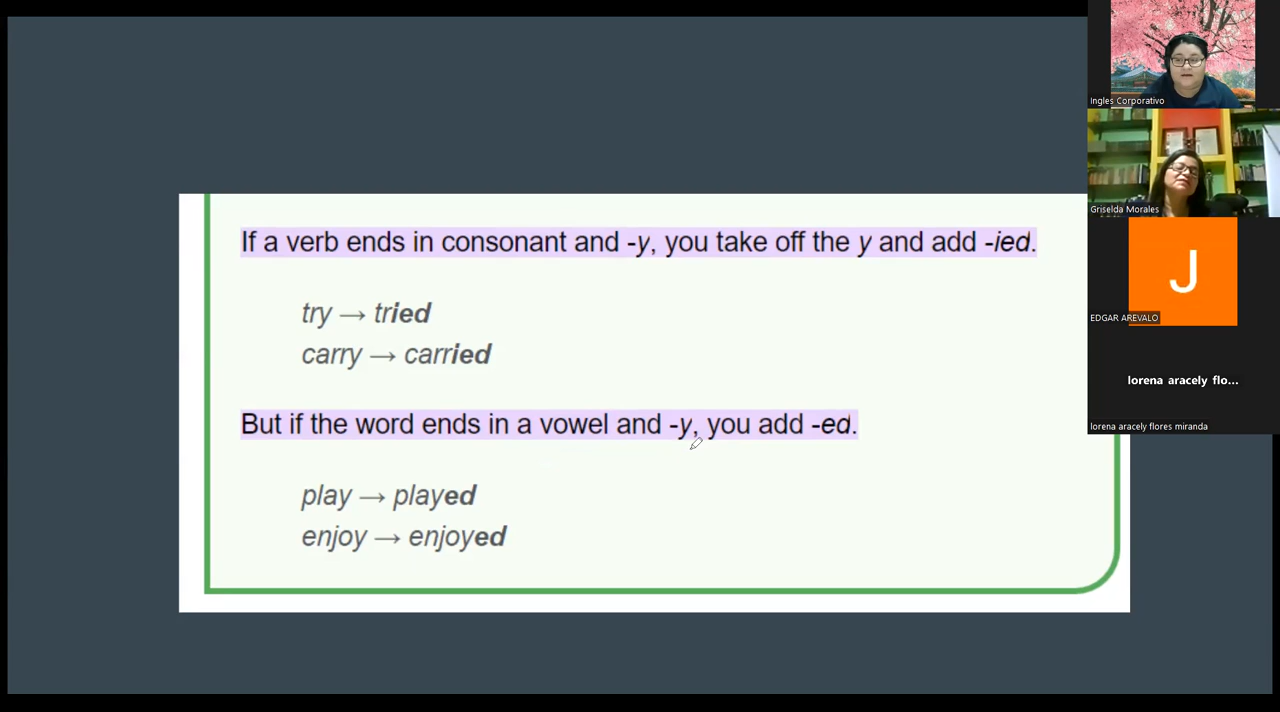 If a verb ends in consonant and -y, you take off the y and add -ied.
try → tried
carry → carried
But if the word ends in a vowel and -y, you add -ed.
play → played
enjoy → enjoyed
Ingles Corporativo
Griselda Morales
J
EDGAR AREVALO
lorena aracely flo...
lorena aracely flores miranda